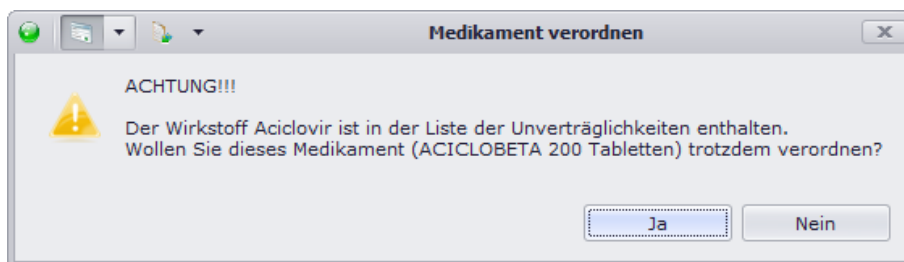 Medikament verordnen
ACHTUNG!!!
Der Wirkstoff Aciclovir ist in der Liste der Unverträglichkeiten enthalten.
Wollen Sie dieses Medikament (ACICLOBETA 200 Tabletten) trotzdem verordnen?
Ja
Nein